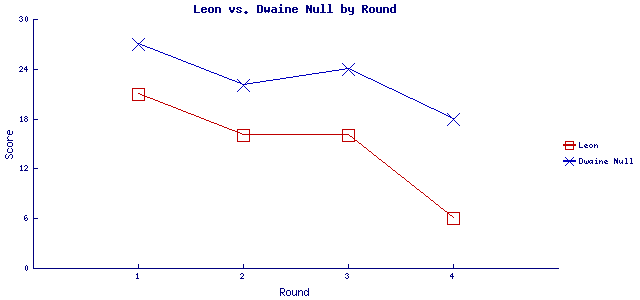 Leon vs. Dwaine Null by Round
30
24
18
12
6
0
Score
1 2 3 4
Round
Leon
Dwaine Null